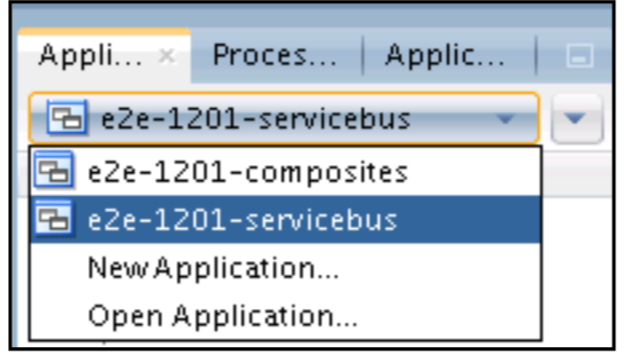 Appli... × Proces... Applic...
e2e-1201-servicebus
e2e-1201-composites
e2e-1201-servicebus
New Application...
Open Application...